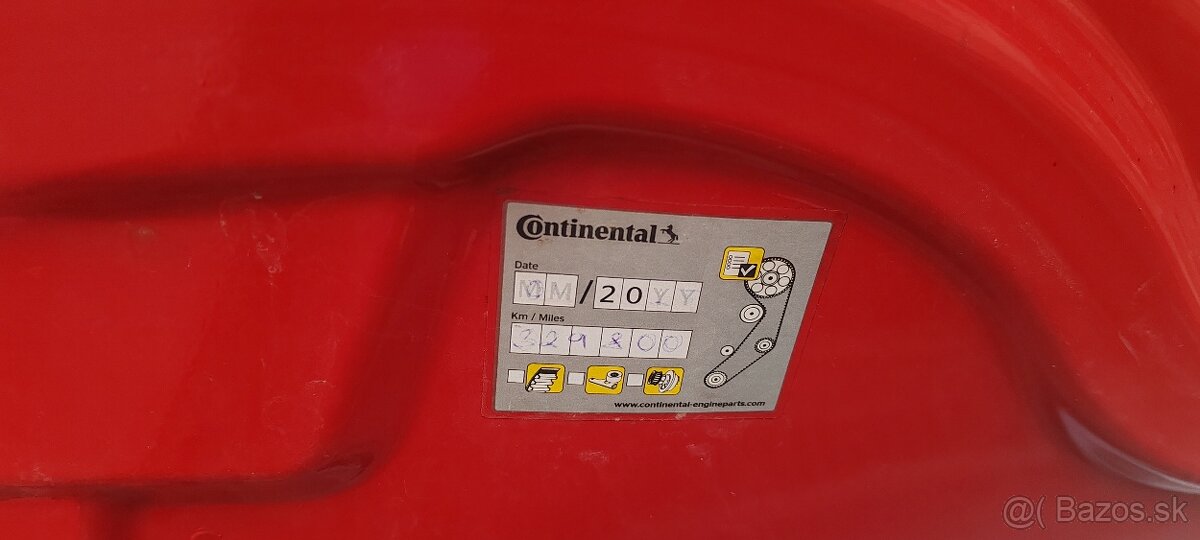 Continental
Date
MM/20YY
Km / Miles
329800
www.continental-engineparts.com
@( Bazos.sk